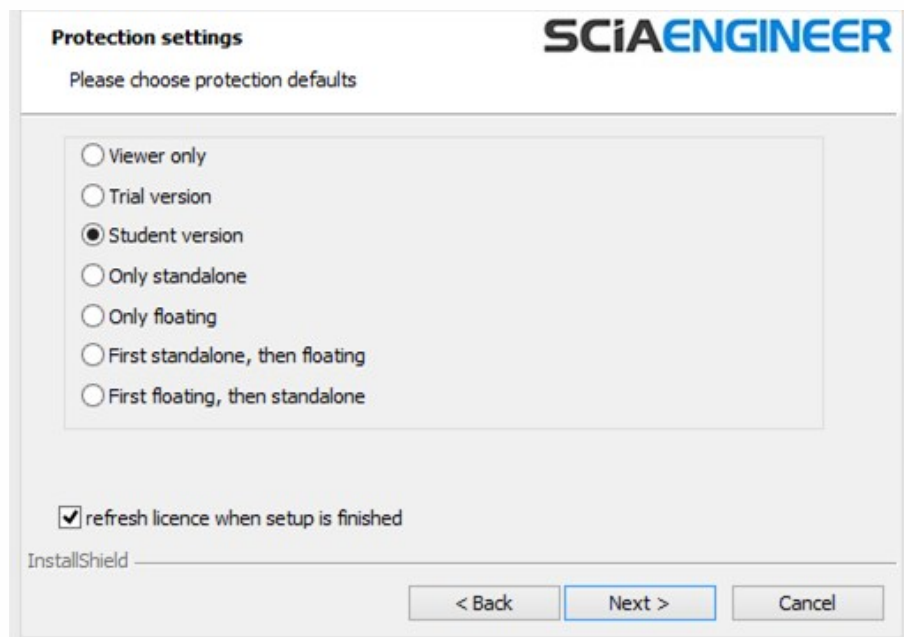 Protection settings
SCiAENGINEER
Please choose protection defaults
Viewer only
Trial version
Student version
Only standalone
Only floating
First standalone, then floating
First floating, then standalone
refresh licence when setup is finished
InstallShield
< Back
Next >
Cancel